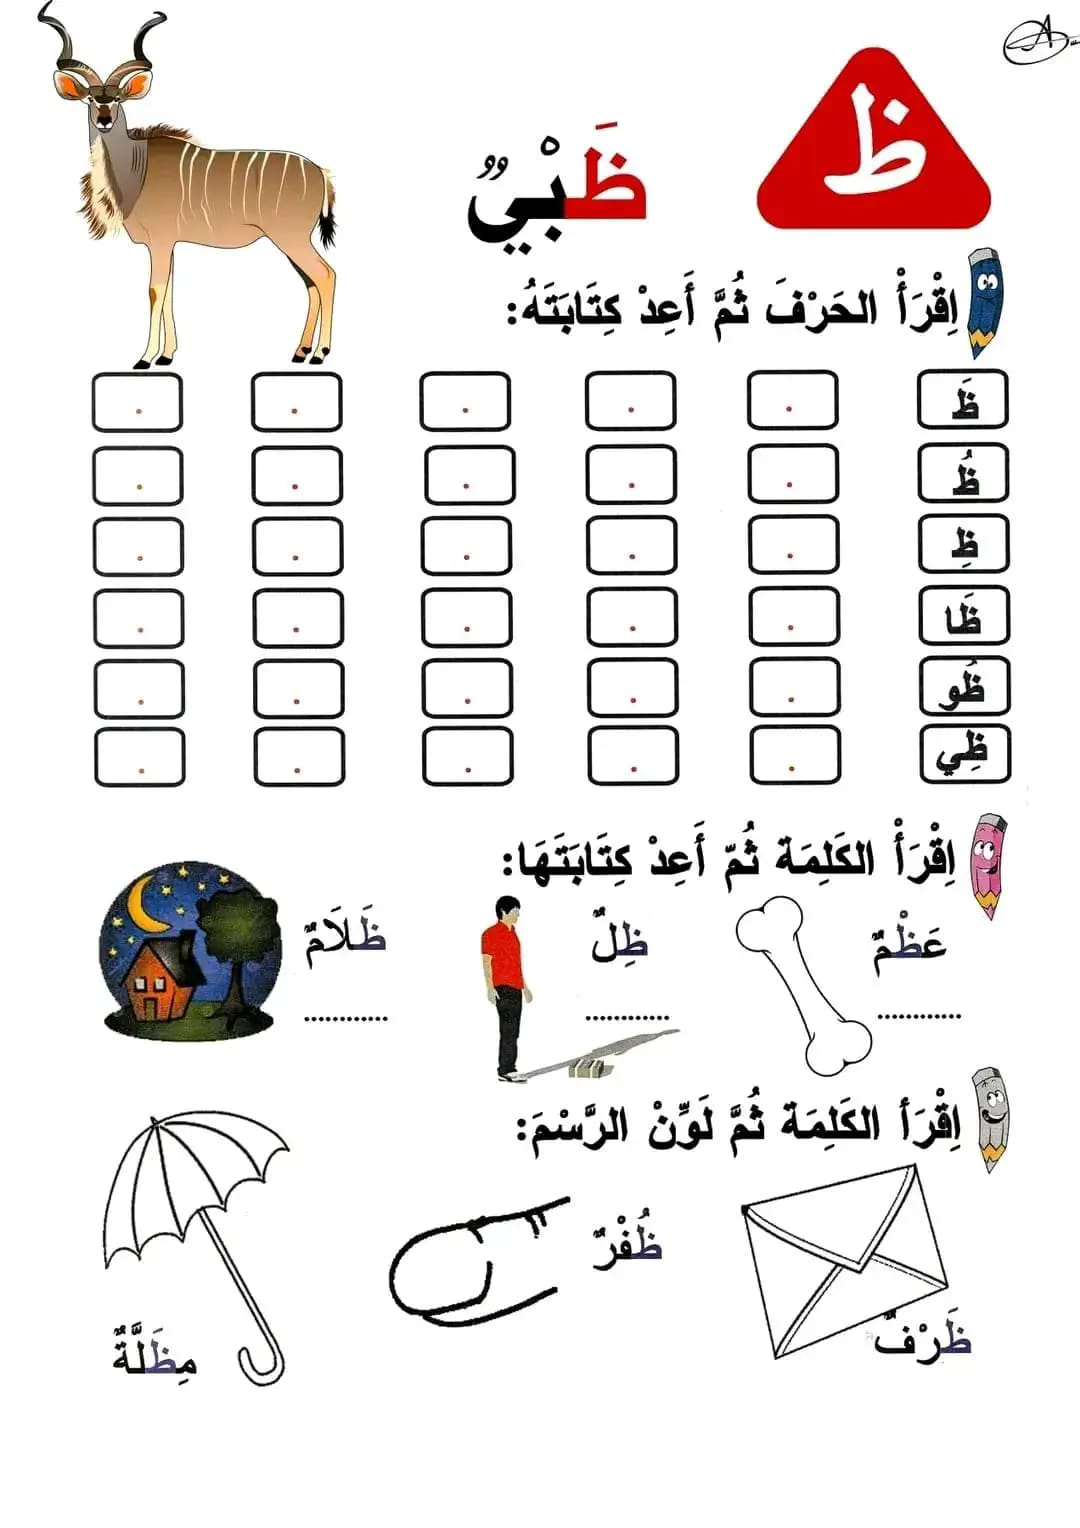 ظ
ظَبْيٌ
اِقْرَأْ الحَرْفَ ثُمَّ أَعِدْ كِتَابَتَهُ:
ظَ
ظُ
ظِ
ظَا
ظُو
ظِي
اِقْرَأْ الكَلِمَة ثُمّ أَعِدْ كِتَابَتَهَا:
عَظْمٌ ظِلٌ ظَلَامٌ
اِقْرَأ الكَلِمَة ثُمَّ لَوِّنْ الرَّسْمَ:
ظَرْفٌ ظُفْرٌ مِظَلَّةٌ